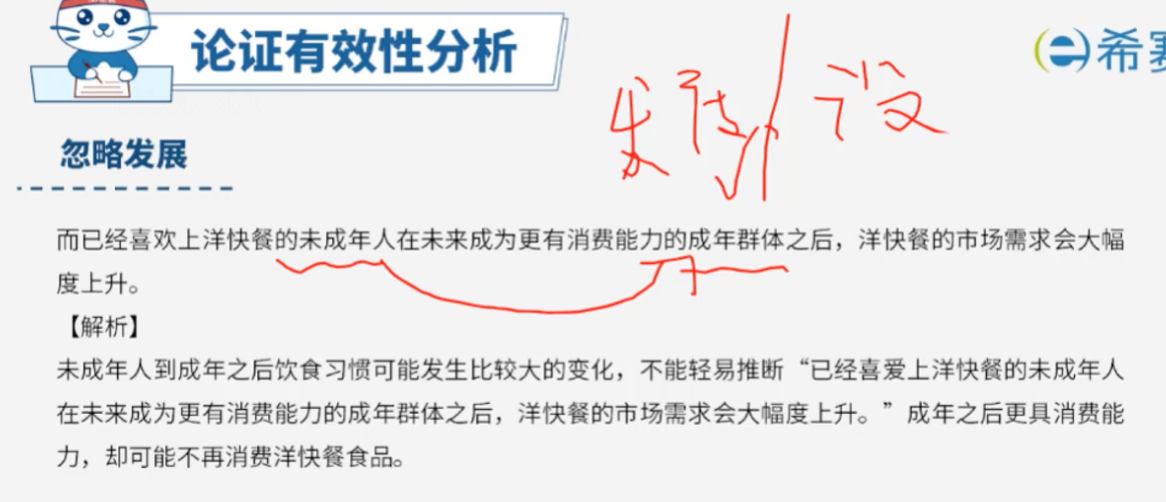 论证有效性分析
希赛
忽略发展
而已经喜欢上洋快餐的未成年人在未来成为更有消费能力的成年群体之后，洋快餐的市场需求会大幅
度上升。
【解析】
未成年人到成年之后饮食习惯可能发生比较大的变化，不能轻易推断“已经喜爱上洋快餐的未成年人
在未来成为更有消费能力的成年群体之后，洋快餐的市场需求会大幅度上升。”成年之后更具消费能
力，却可能不再消费洋快餐食品。